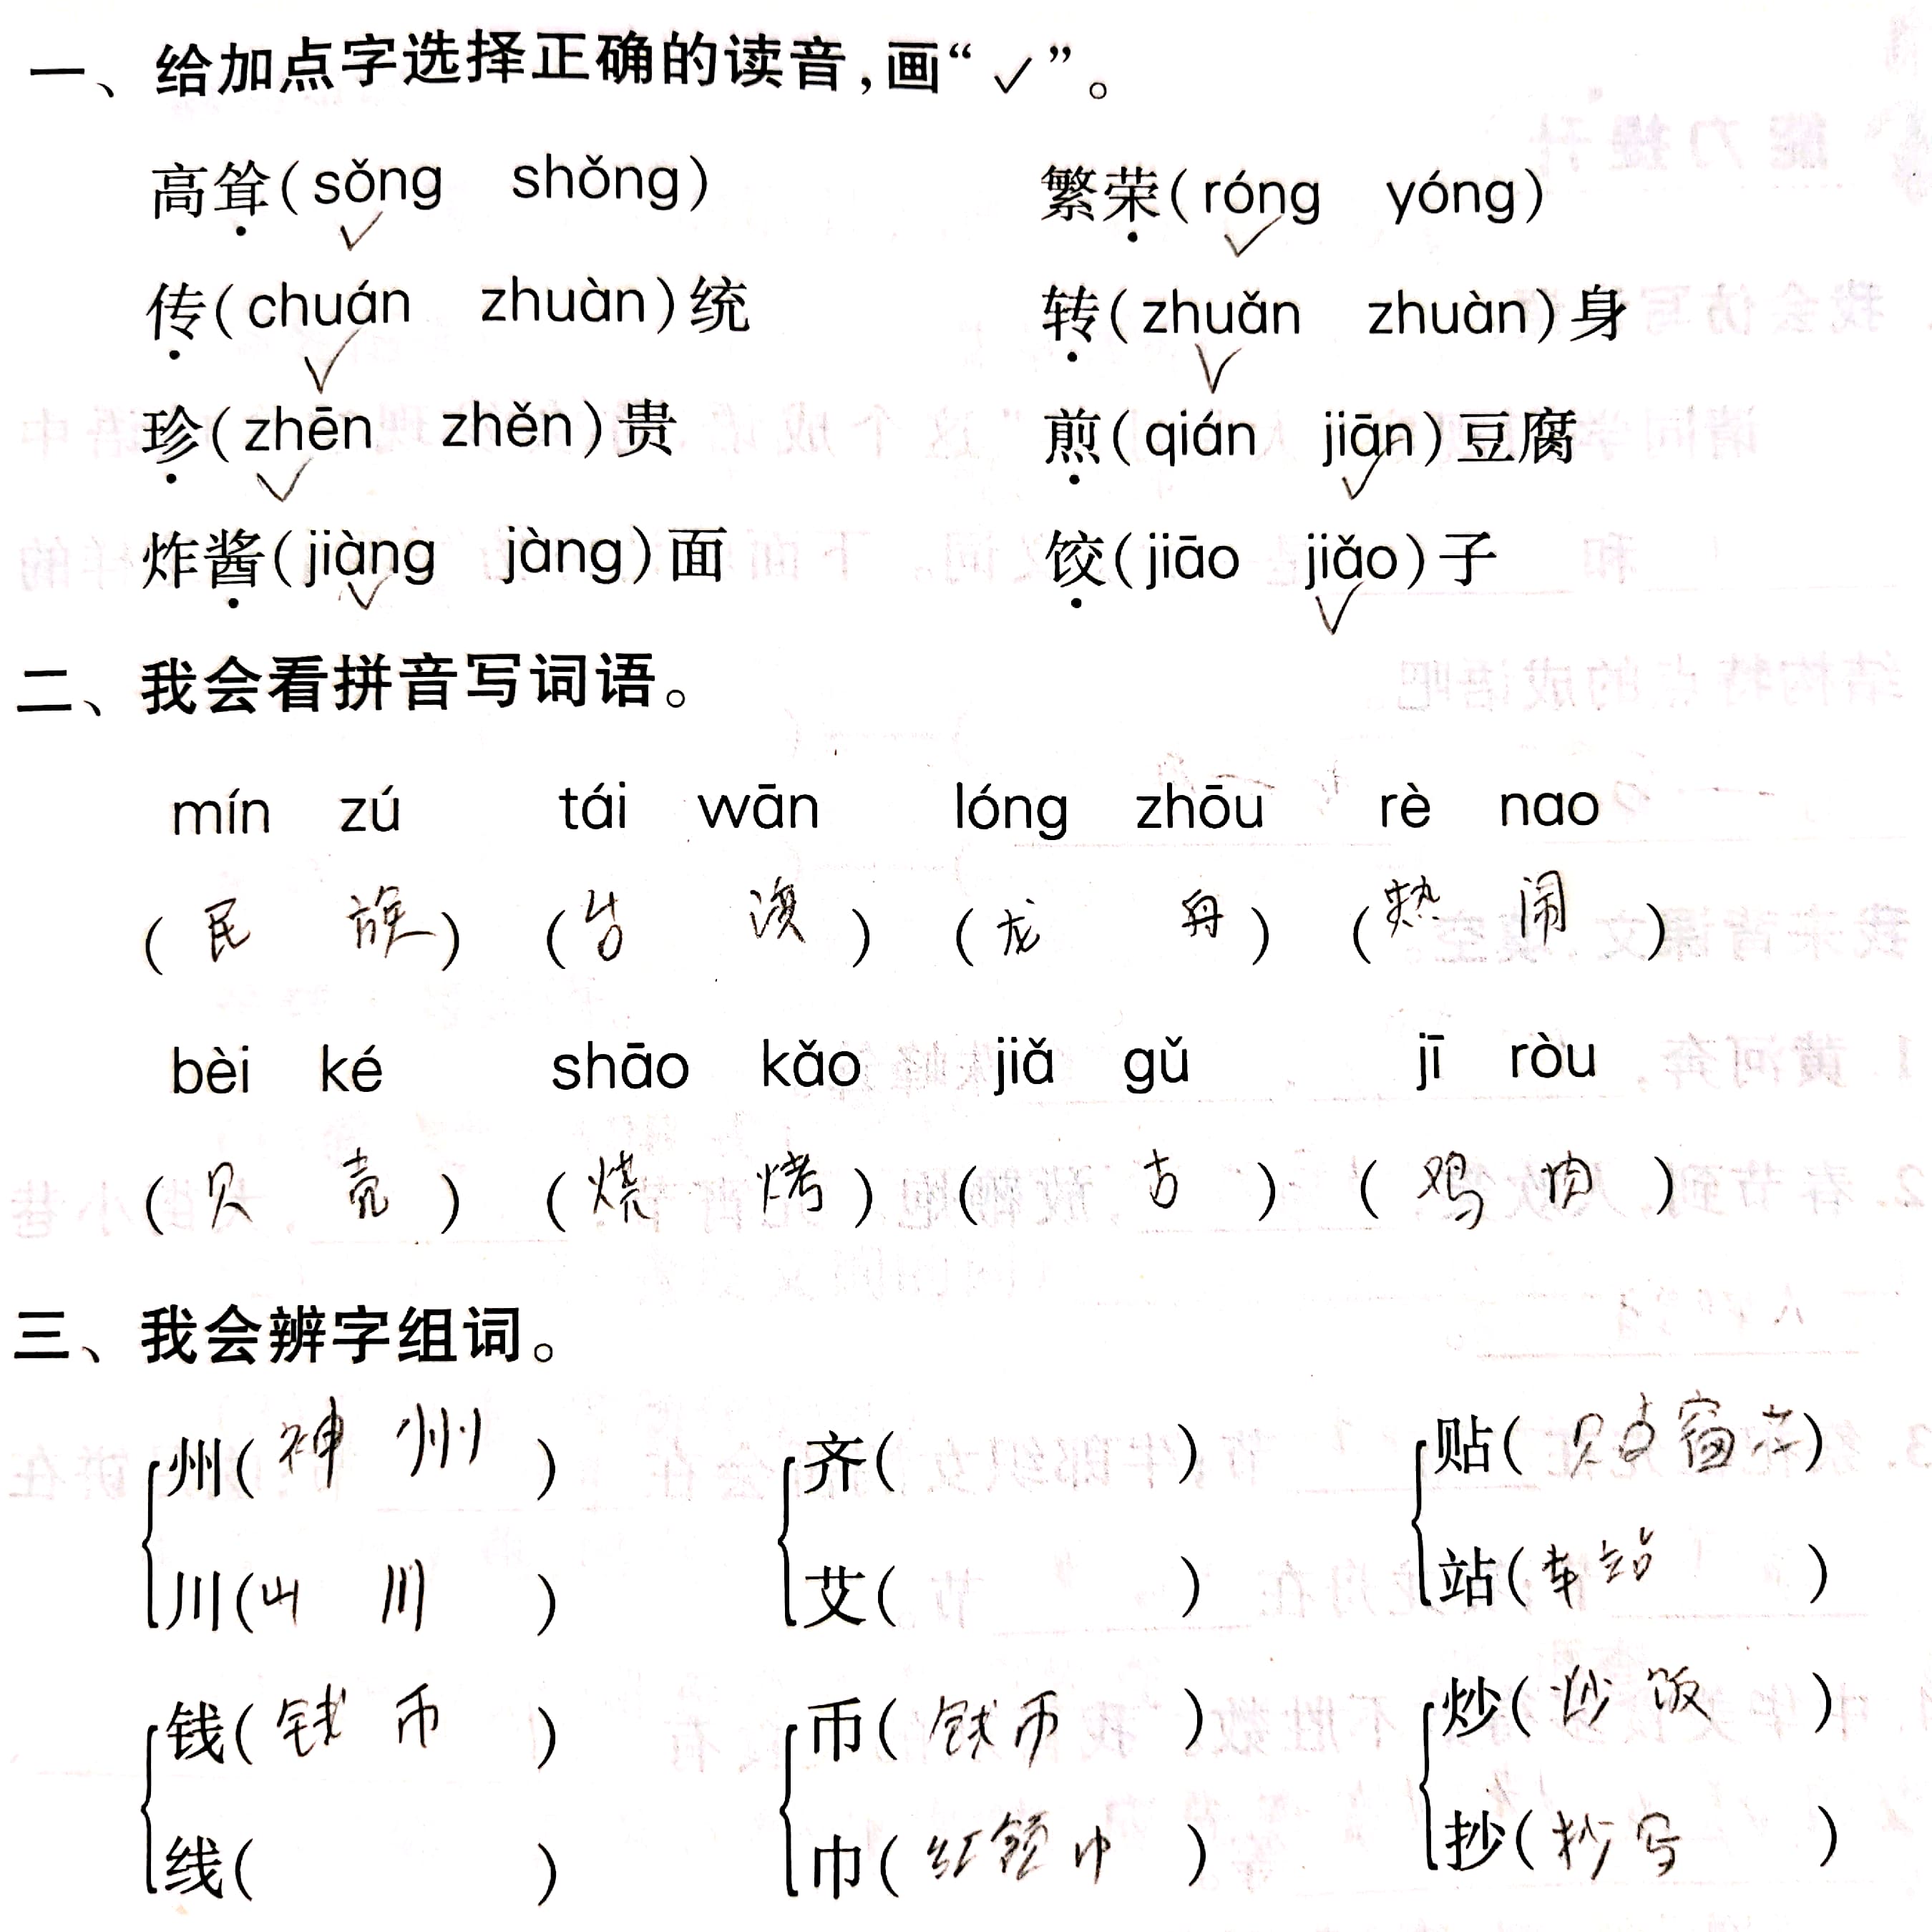 一、给加点字选择正确的读音,画“✓”。
高耸(sǒng shǒng) 繁荣(róng yóng)
✓ ✓
传(chuán zhuàn)统 转(zhuǎn zhuàn)身
✓ ✓
珍(zhēn zhěn)贵 煎(qián jiān)豆腐
✓ ✓
炸酱(jiàng jàng)面 饺(jiāo jiǎo)子
✓ ✓
二、我会看拼音写词语。
mín zú tái wān lóng zhōu rè nao
(民 族) ( ) (龙 舟) (热 闹)
bèi ké shāo kǎo jiǎ gǔ jī ròu
(贝 壳) (烧 烤) ( 古) (鸡 肉)
三、我会辨字组词。
州(神 州) 齐( ) 贴(贴窗花)
川(山 川) 艾( ) 站(车站)
钱(钱 币) 币(钱币) 炒(炒饭)
线( ) 巾(红领巾) 抄(抄写)